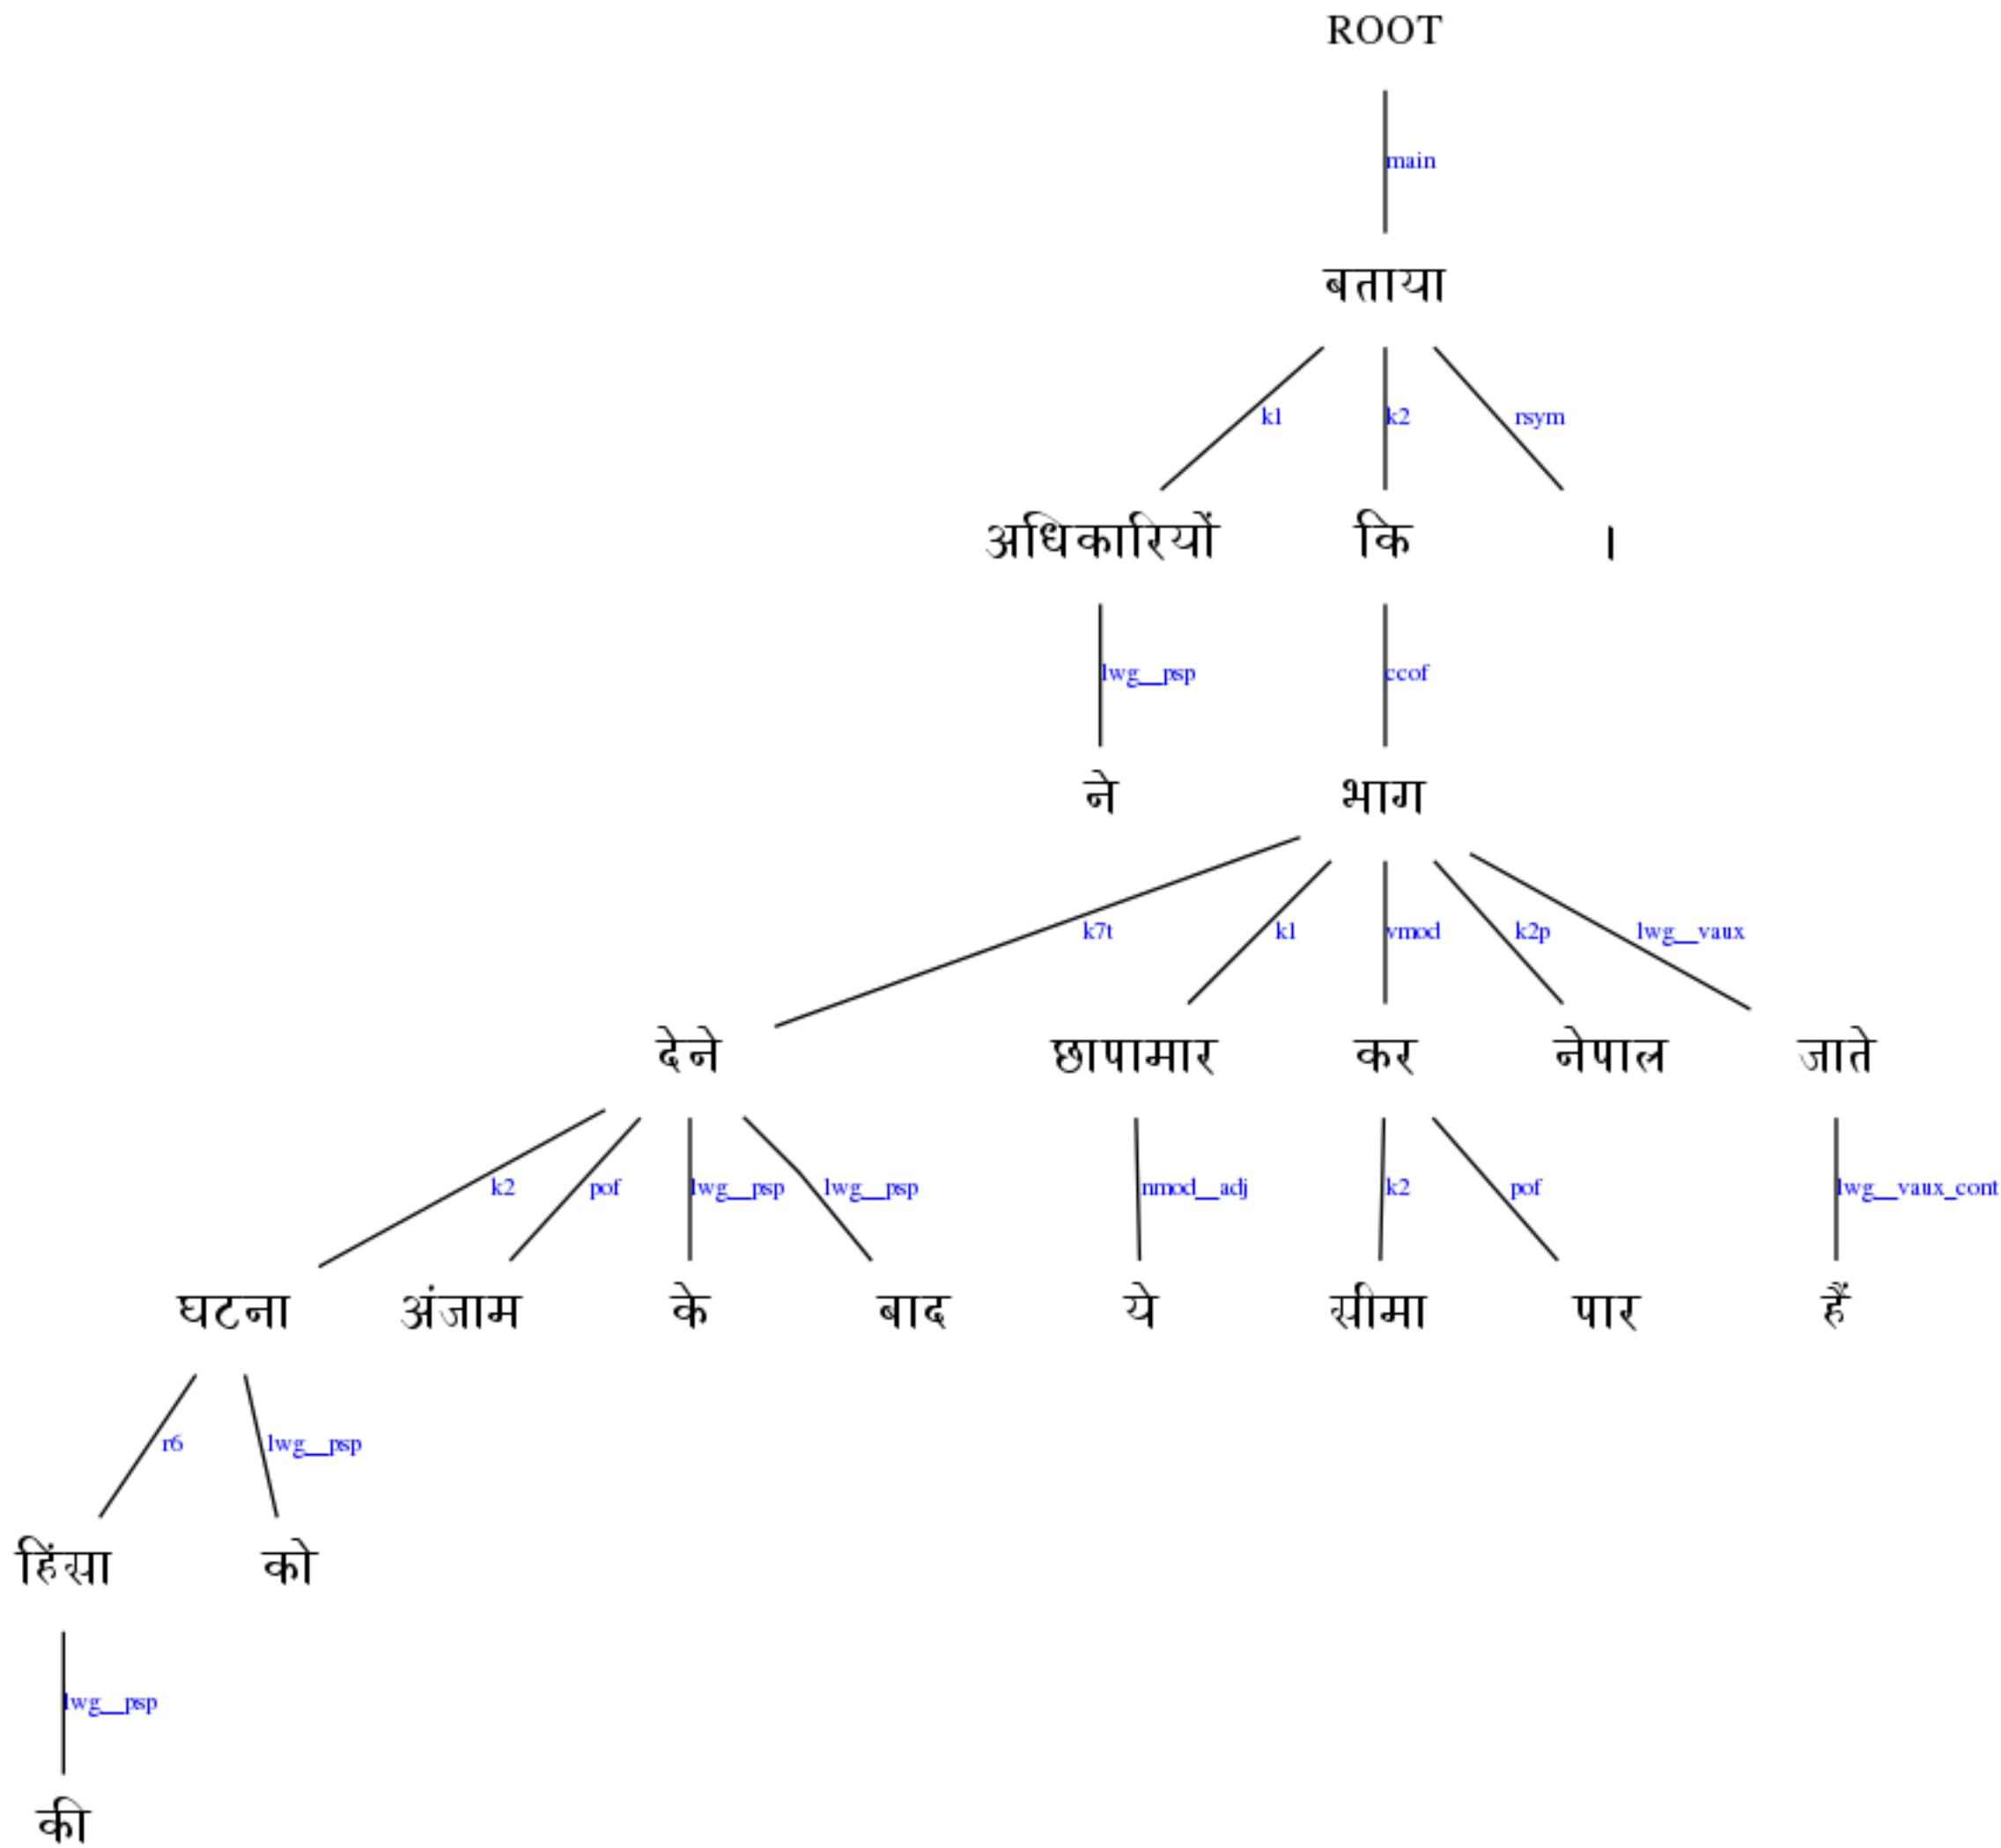 ROOT
main
बताया
k1 k2 rsym
अधिकारियों कि ।
lwg__psp ccof
ने भाग
k7t k1 vmod k2p lwg__vaux
देने छापामार कर नेपाल जाते
k2 pof lwg__psp lwg__psp nmod__adj k2 pof lwg__vaux_cont
घटना अंजाम के बाद ये सीमा पार हैं
r6 lwg__psp
हिंसा को
lwg__psp
की